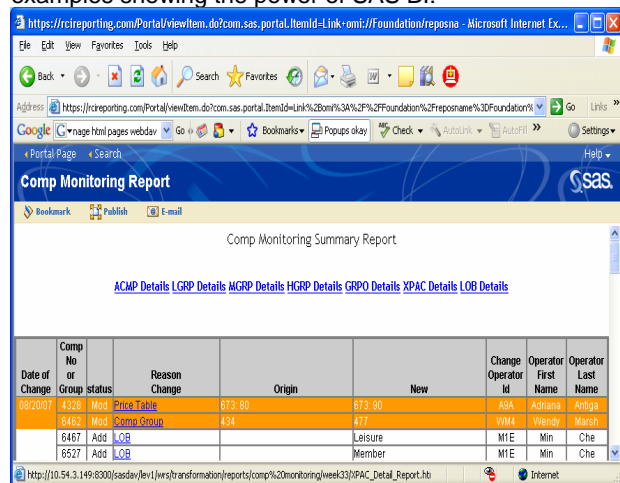 examples showing the power of SAS BI.
https://rcireporting.com/Portal/viewItem.do?com.sas.portal.ItemId=Link+omi://Foundation/reposna - Microsoft Internet Ex...
File Edit View Favorites Tools Help
Back Search Favorites
Address https://rcireporting.com/Portal/viewItem.do?com.sas.portal.ItemId=Link%2Bomi%3A%2F%2FFoundation%2Freposname%3DFoundation% Go Links »
Google nage html pages webdav Go Bookmarks Popups okay Check AutoLink AutoFill » Settings
Portal Page Search Help
Comp Monitoring Report sas.
Bookmark Publish E-mail
Comp Monitoring Summary Report
ACMP Details LGRP Details MGRP Details HGRP Details GRPO Details XPAC Details LOB Details
Date of Change Comp No or Group status Reason Change Origin New Change Operator Id Operator First Name Operator Last Name
08/20/07 4328 Mod Price Table 673: 80 673: 90 A9A Adriana Antiga
6462 Mod Comp Group 434 477 WM4 Wendy Marsh
6467 Add LOB Leisure M1E Min Che
6527 Add LOB Member M1E Min Che
http://10.54.3.149:8300/sasdav/lev1/wrs/transformation/reports/comp%20monitoring/week33/XPAC_Detail_Report.ht Internet